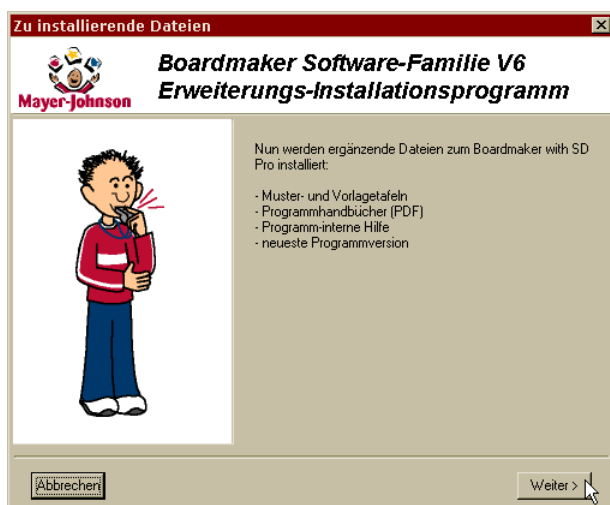 Zu installierende Dateien
Mayer-Johnson
Boardmaker Software-Familie V6
Erweiterungs-Installationsprogramm
Nun werden ergänzende Dateien zum Boardmaker with SD
Pro installiert:
- Muster- und Vorlagetafeln
- Programmhandbücher (PDF)
- Programm-interne Hilfe
- neueste Programmversion
Abbrechen
Weiter >